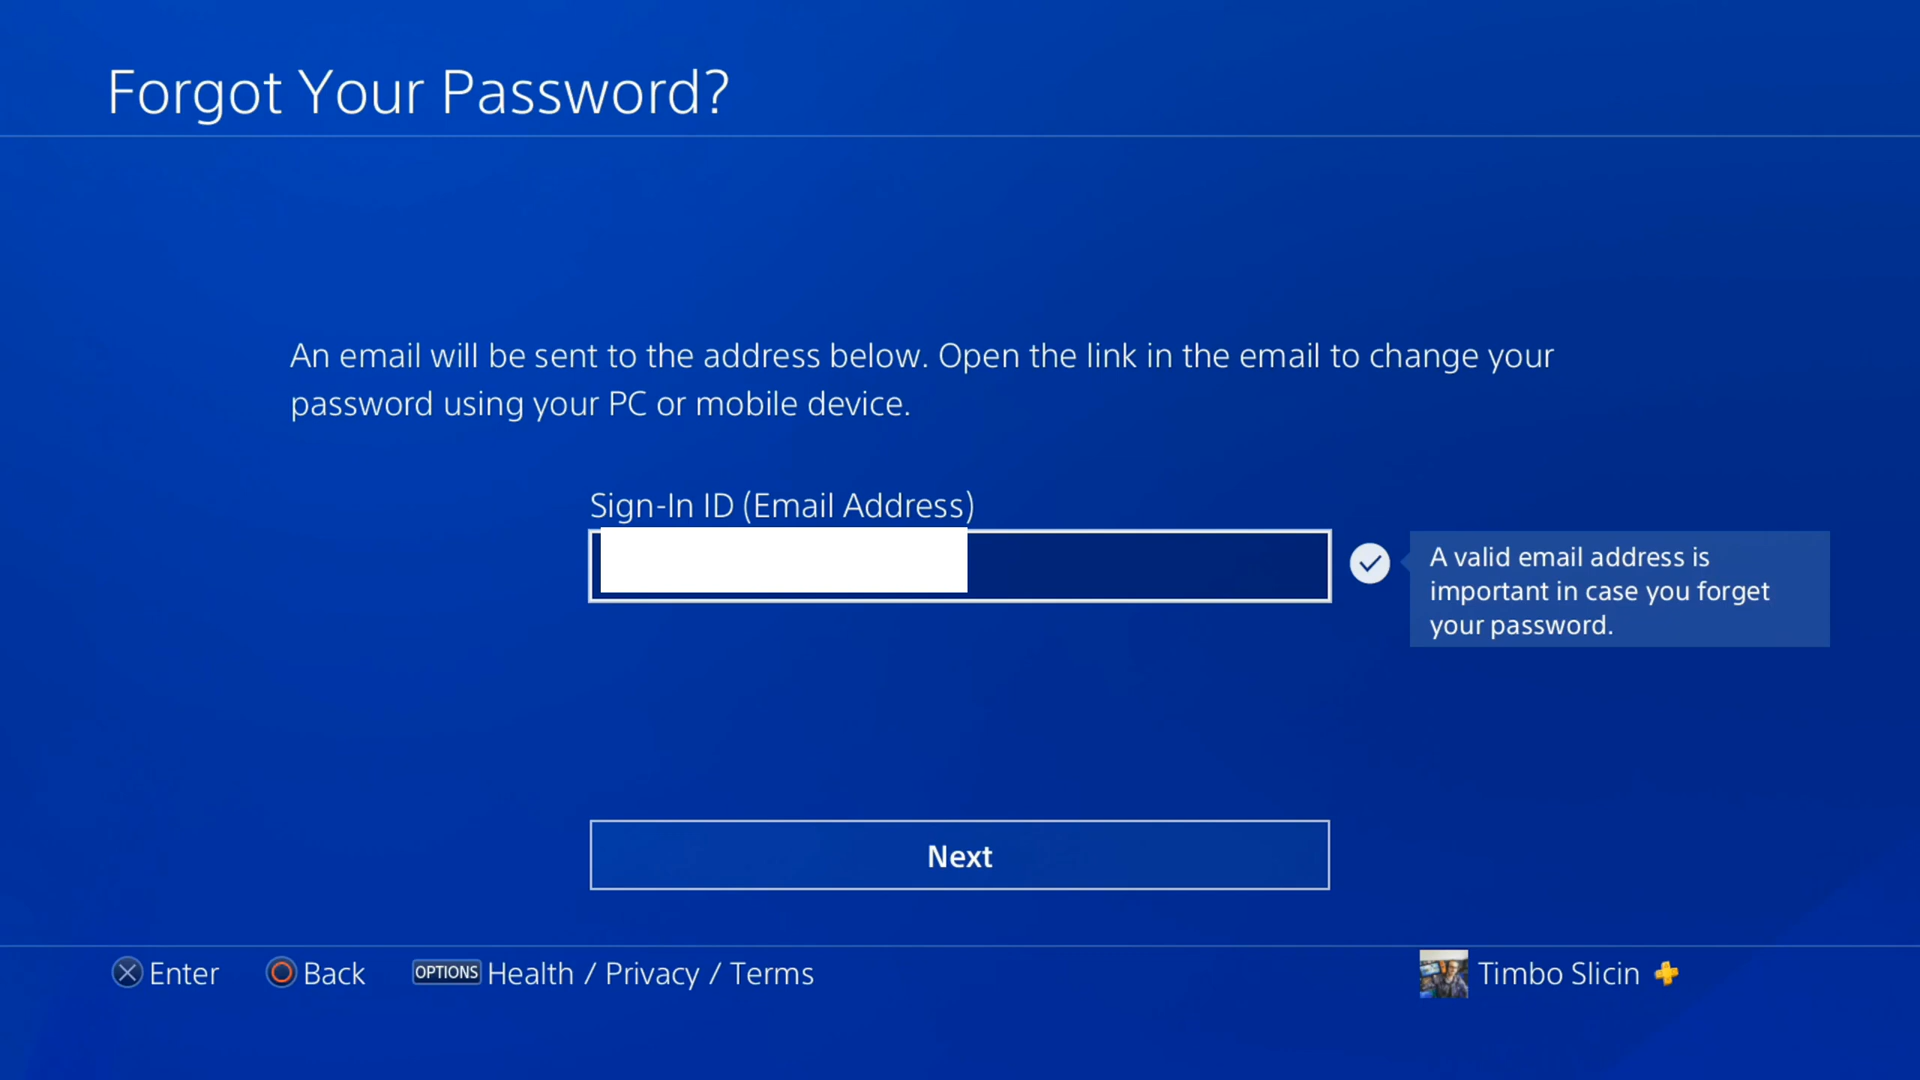 Forgot Your Password?
An email will be sent to the address below. Open the link in the email to change your
password using your PC or mobile device.
Sign-In ID (Email Address)
A valid email address is
important in case you forget
your password.
Next
Enter Back OPTIONS Health / Privacy / Terms Timbo Slicin